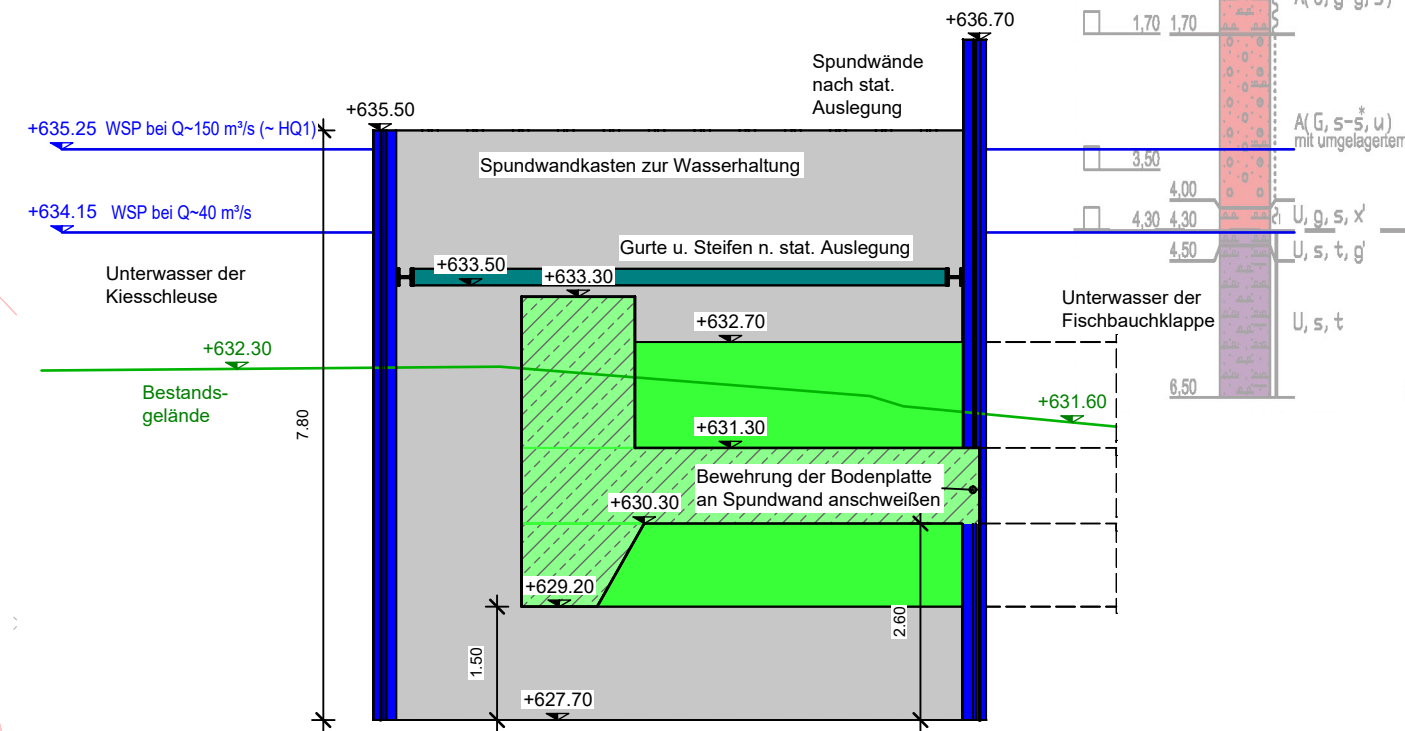 +636.70
1,70 1,70
Spundwände
nach stat.
Auslegung
+635.50
+635.25 WSP bei Q~150 m³/s (~ HQ1)
A(G, s-s*, u)
mit umgelagertem
Spundwandkasten zur Wasserhaltung
3,50
4,00
+634.15 WSP bei Q~40 m³/s
4,30 4,30
U, g, s, x'
Gurte u. Steifen n. stat. Auslegung
4,50
U, s, t, g'
+633.50
+633.30
Unterwasser der
Kiesschleuse
Unterwasser der
Fischbauchklappe
U, s, t
+632.70
+632.30
Bestands-
gelände
6,50
+631.60
7.80
+631.30
Bewehrung der Bodenplatte
an Spundwand anschweißen
+630.30
+629.20
2.60
1.50
+627.70